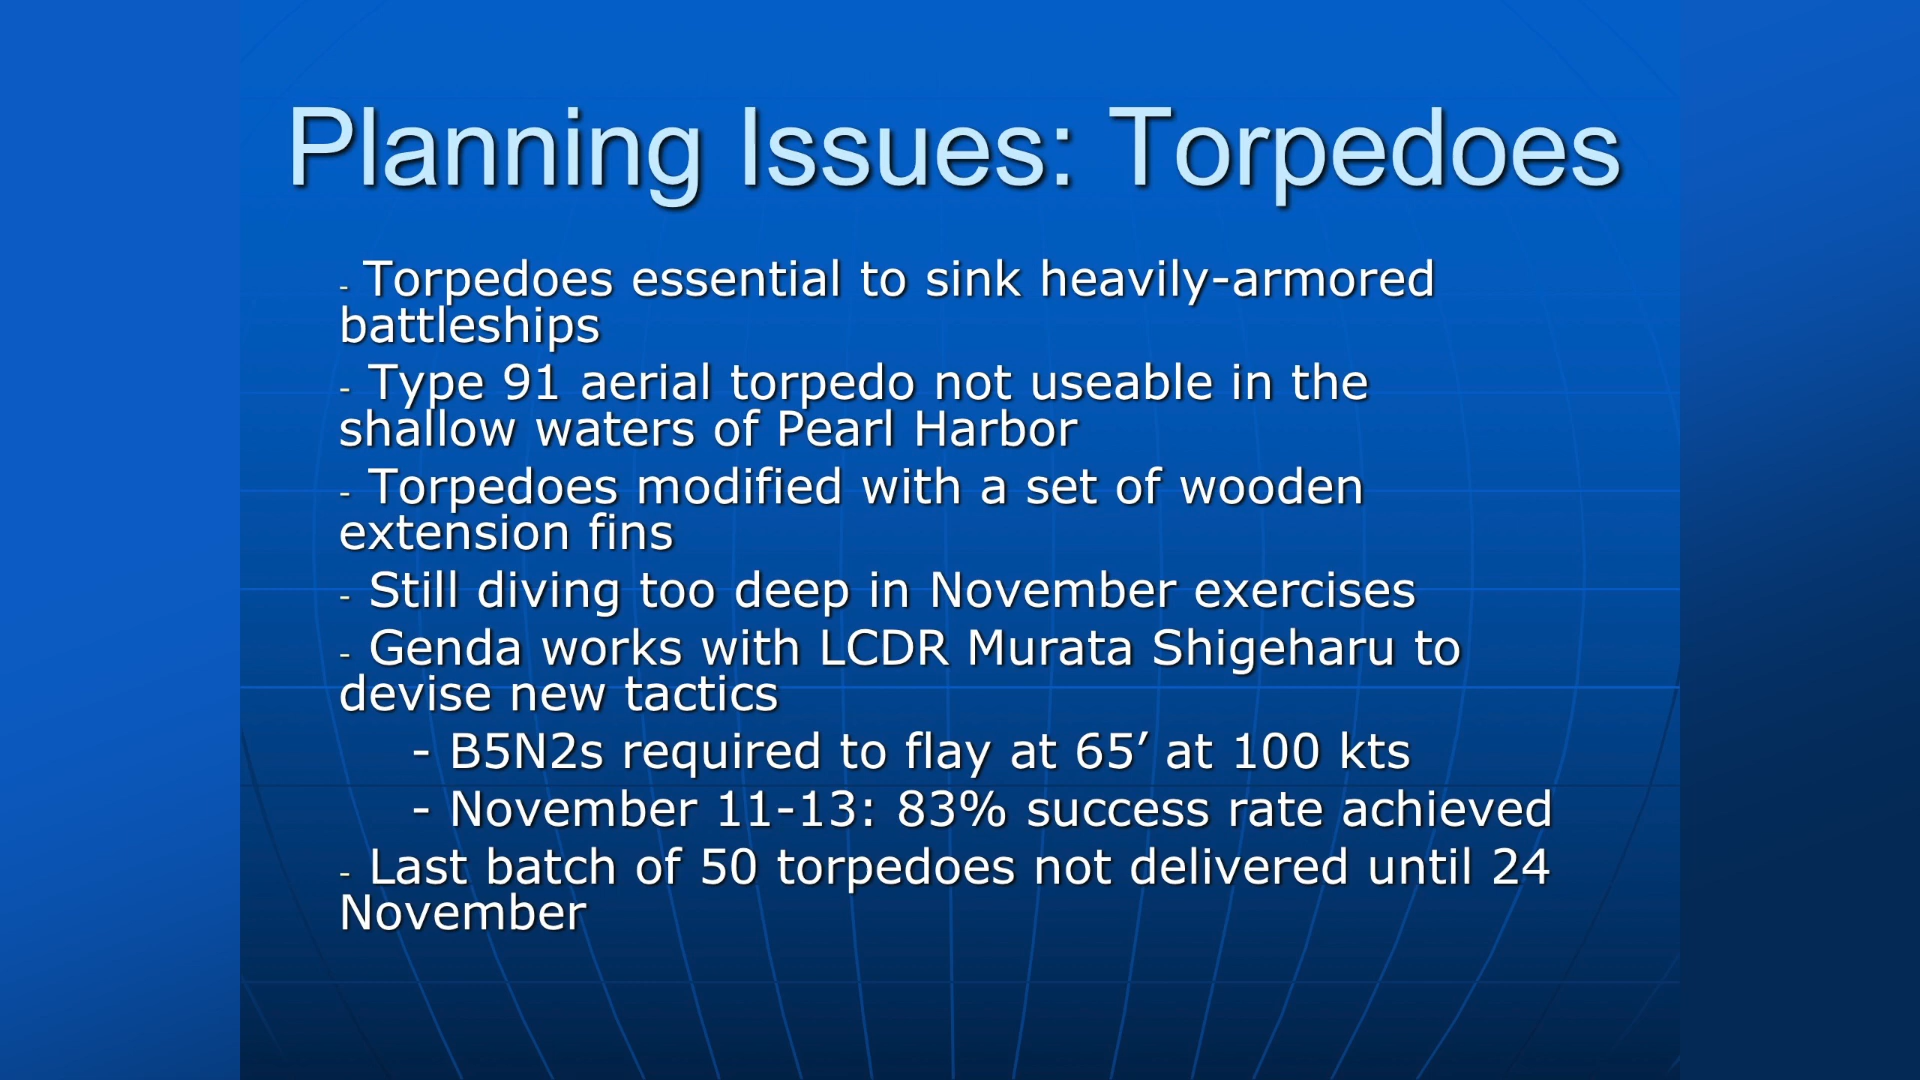 Planning Issues: Torpedoes
- Torpedoes essential to sink heavily-armored
battleships
- Type 91 aerial torpedo not useable in the
shallow waters of Pearl Harbor
- Torpedoes modified with a set of wooden
extension fins
- Still diving too deep in November exercises
- Genda works with LCDR Murata Shigeharu to
devise new tactics
- B5N2s required to flay at 65’ at 100 kts
- November 11-13: 83% success rate achieved
- Last batch of 50 torpedoes not delivered until 24
November